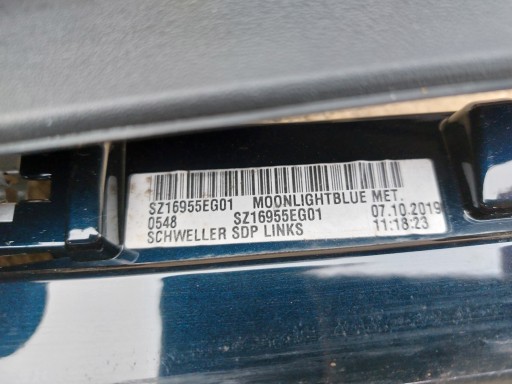 SZ16955EG01 MOONLIGHTBLUE MET.
0548 SZ16955EG01 07.10.2019
SCHWELLER SDP LINKS 11:18:23